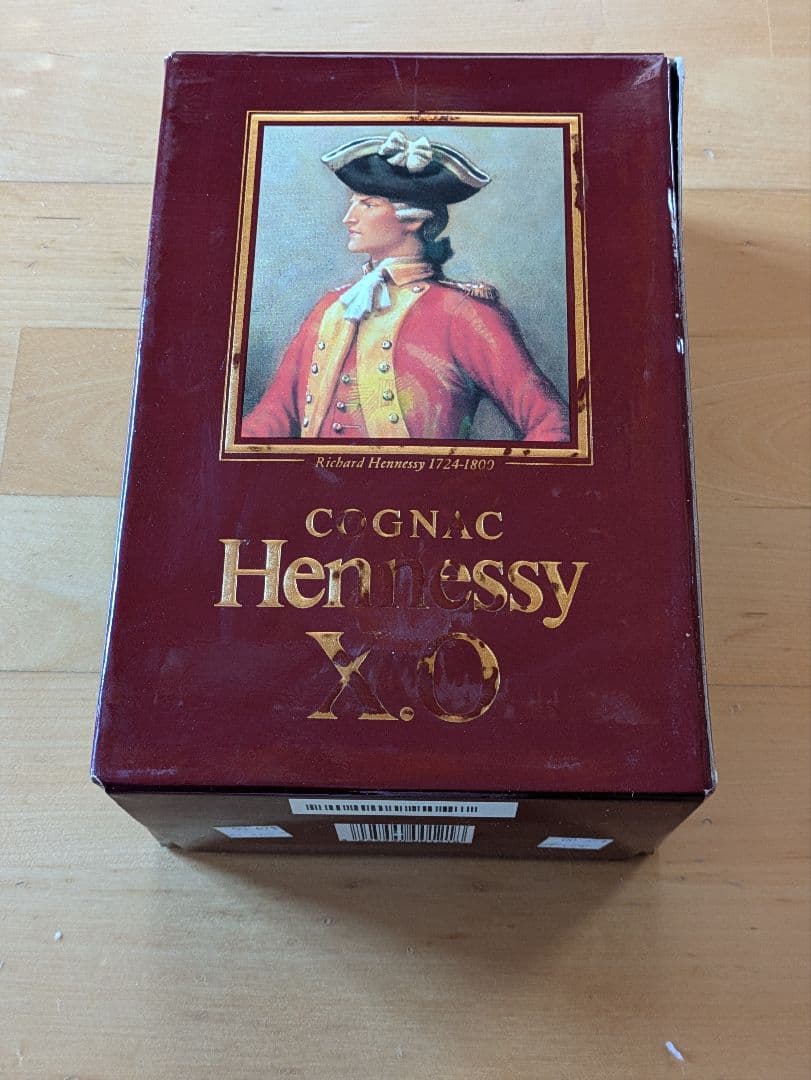 Richard Hennessy 1724-1800
COGNAC
Hennessy
X.O